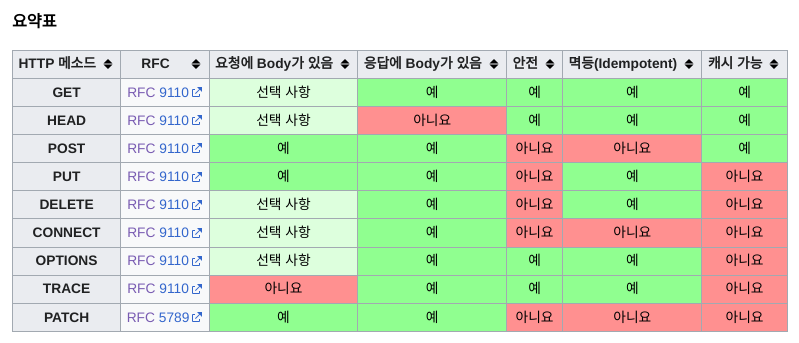 요약표
HTTP 메소드 RFC 요청에 Body가 있음 응답에 Body가 있음 안전 멱등(Idempotent) 캐시 가능
GET RFC 9110 선택 사항 예 예 예 예
HEAD RFC 9110 선택 사항 아니요 예 예 예
POST RFC 9110 예 예 아니요 아니요 예
PUT RFC 9110 예 예 아니요 예 아니요
DELETE RFC 9110 선택 사항 예 아니요 예 아니요
CONNECT RFC 9110 선택 사항 예 아니요 아니요 아니요
OPTIONS RFC 9110 선택 사항 예 예 예 아니요
TRACE RFC 9110 아니요 예 예 예 아니요
PATCH RFC 5789 예 예 아니요 아니요 아니요